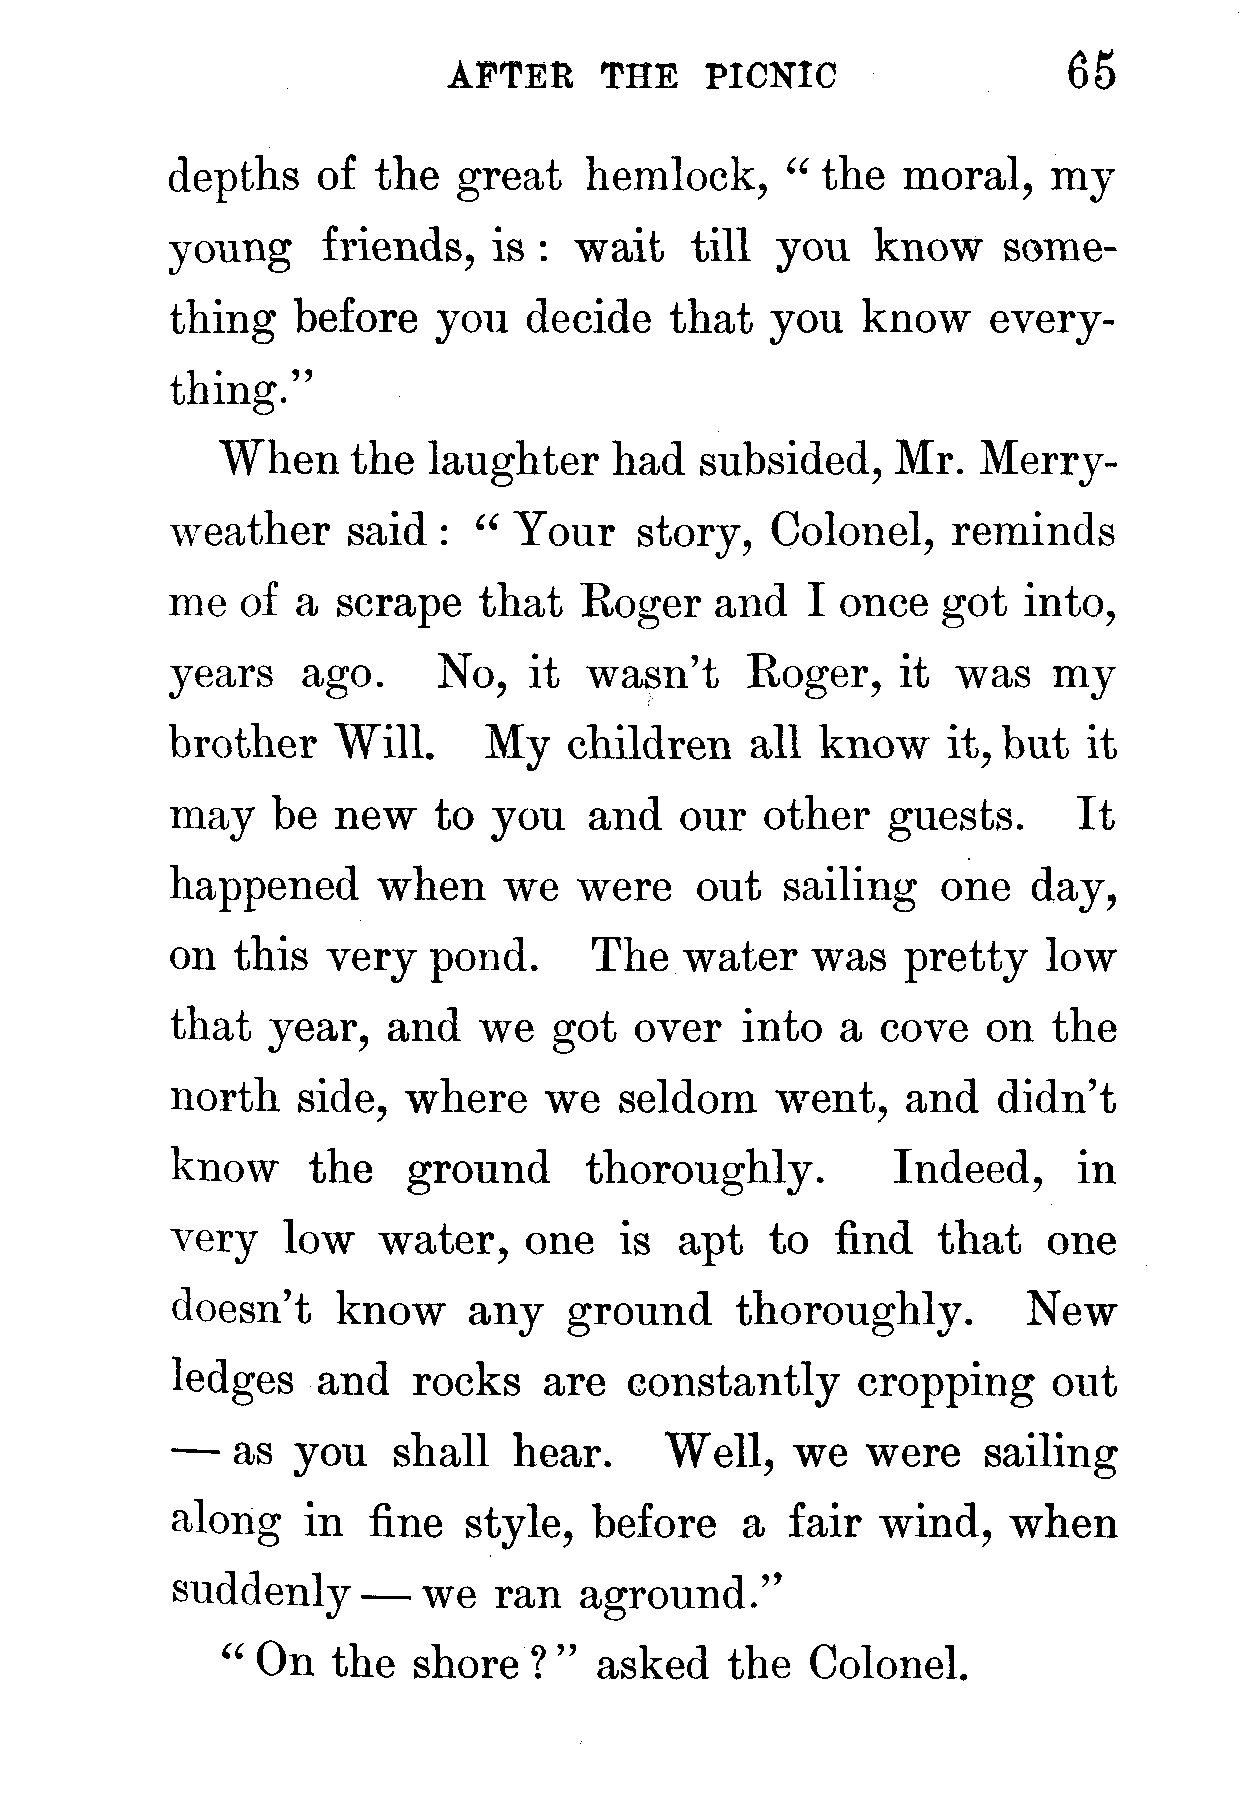 AFTER THE PICNIC 65
depths of the great hemlock, “ the moral, my
young friends, is : wait till you know some-
thing before you decide that you know every-
thing.”
When the laughter had subsided, Mr. Merry-
weather said : “ Your story, Colonel, reminds
me of a scrape that Roger and I once got into,
years ago. No, it wasn’t Roger, it was my
brother Will. My children all know it, but it
may be new to you and our other guests. It
happened when we were out sailing one day,
on this very pond. The water was pretty low
that year, and we got over into a cove on the
north side, where we seldom went, and didn’t
know the ground thoroughly. Indeed, in
very low water, one is apt to find that one
doesn’t know any ground thoroughly. New
ledges and rocks are constantly cropping out
— as you shall hear. Well, we were sailing
along in fine style, before a fair wind, when
suddenly — we ran aground.”
“ On the shore ? ” asked the Colonel.